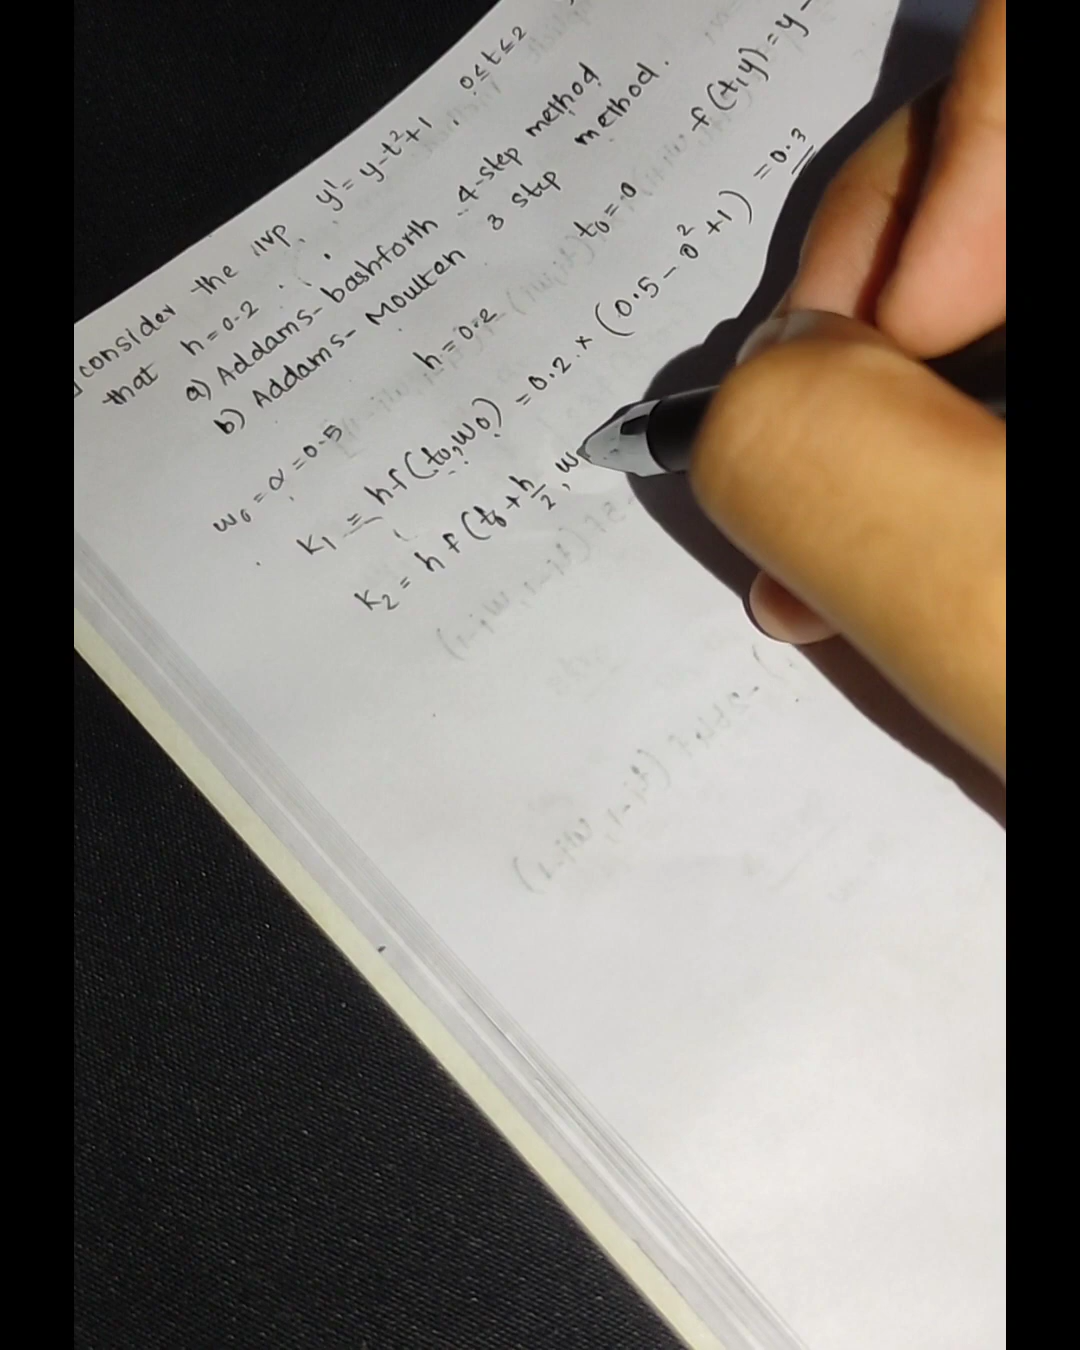 consider the IVP, y' = y-t²+1 , 0≤t≤2
that h=0.2 .
a) Addams-bashforth 4-step method
b) Addams-Moulton 3 step method.
w₀ = α = 0.5 h=0.2 t₀=0 f(t,y) = y-
K₁ = hf(t₀,w₀) = 0.2 × (0.5 - 0² +1) = 0.3
K₂ = hf(t₀+h/2, w